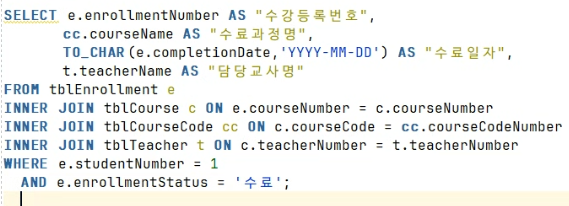 SELECT e.enrollmentNumber AS "수강등록번호",
       cc.courseName AS "수료과정명",
       TO_CHAR(e.completionDate,'YYYY-MM-DD') AS "수료일자",
       t.teacherName AS "담당교사명"
FROM tblEnrollment e
INNER JOIN tblCourse c ON e.courseNumber = c.courseNumber
INNER JOIN tblCourseCode cc ON c.courseCode = cc.courseCodeNumber
INNER JOIN tblTeacher t ON c.teacherNumber = t.teacherNumber
WHERE e.studentNumber = 1
  AND e.enrollmentStatus = '수료';